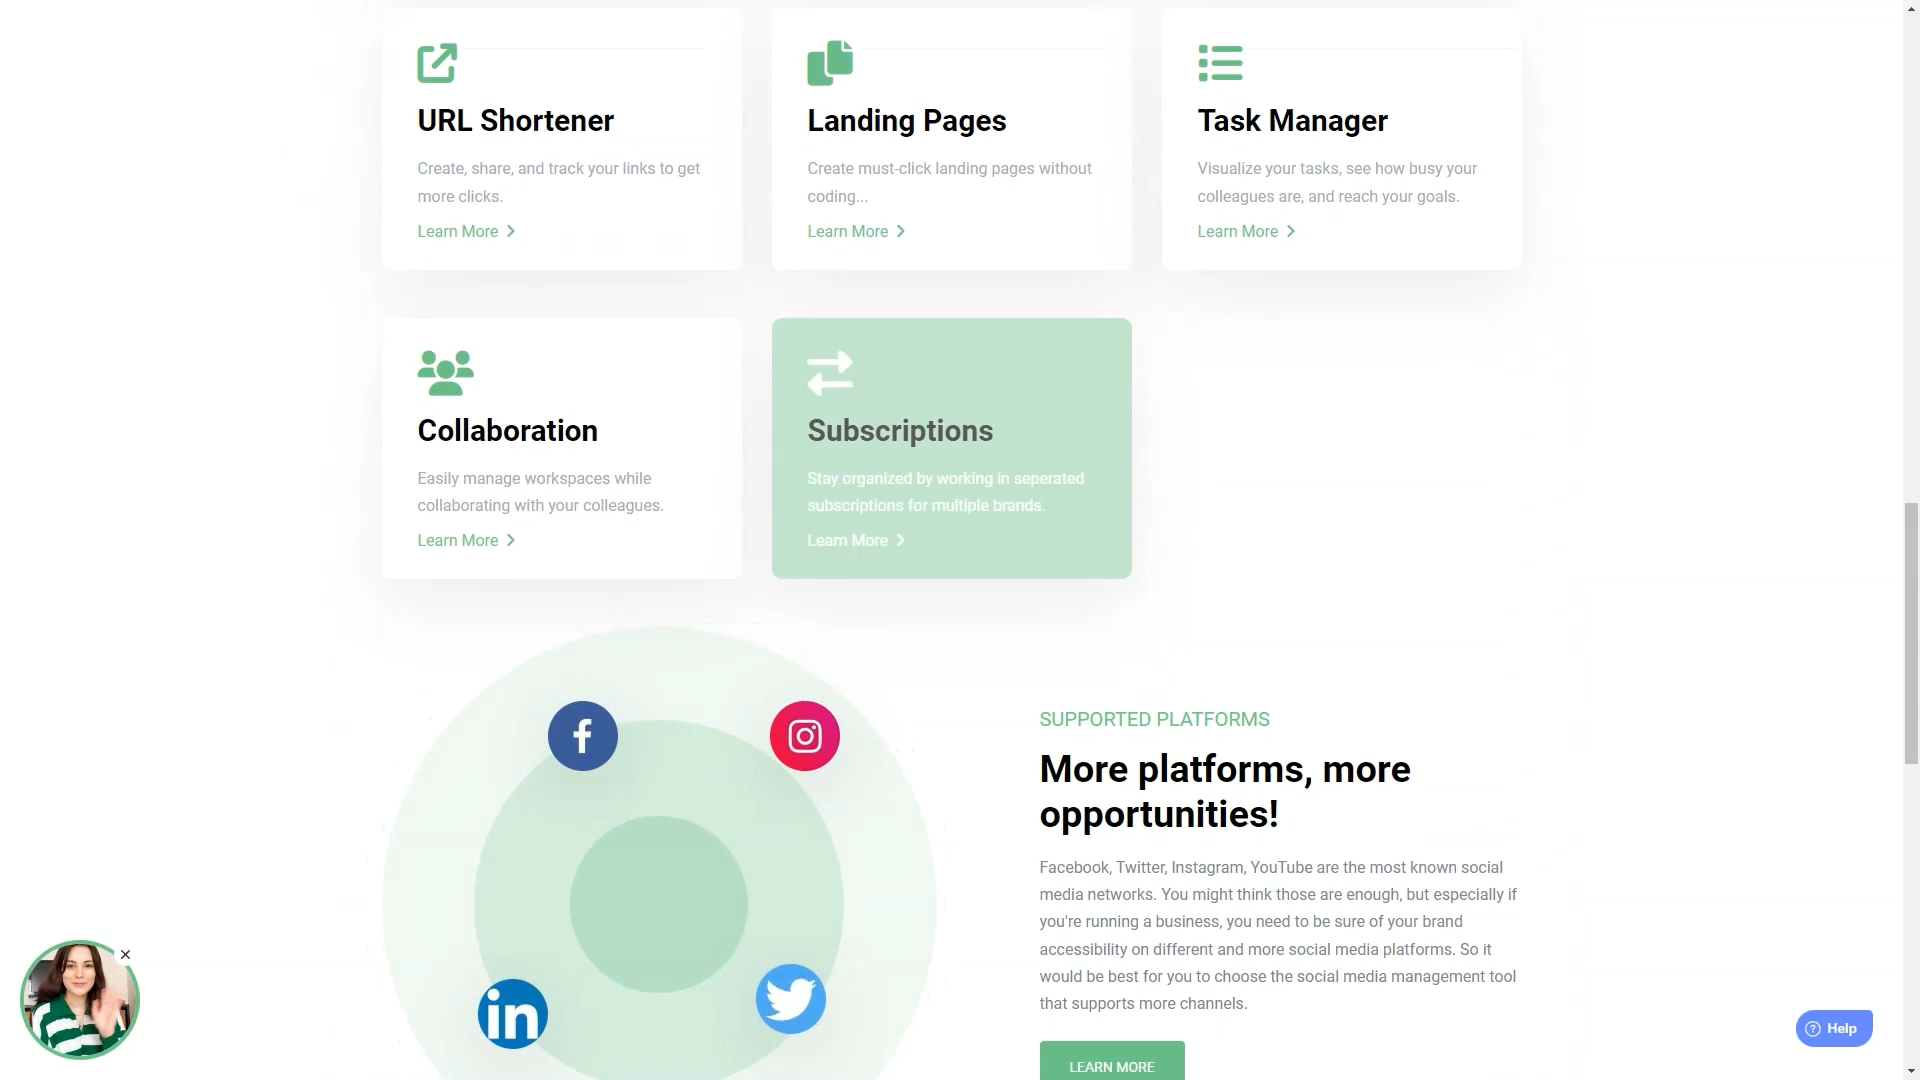 URL Shortener
Create, share, and track your links to get
more clicks.
Learn More
Landing Pages
Create must-click landing pages without
coding...
Learn More
Task Manager
Visualize your tasks, see how busy your
colleagues are, and reach your goals.
Learn More
Collaboration
Easily manage workspaces while
collaborating with your colleagues.
Learn More
Subscriptions
Stay organized by working in seperated
subscriptions for multiple brands.
Learn More
SUPPORTED PLATFORMS
More platforms, more
opportunities!
Facebook, Twitter, Instagram, YouTube are the most known social
media networks. You might think those are enough, but especially if
you're running a business, you need to be sure of your brand
accessibility on different and more social media platforms. So it
would be best for you to choose the social media management tool
that supports more channels.
LEARN MORE
in
? Help